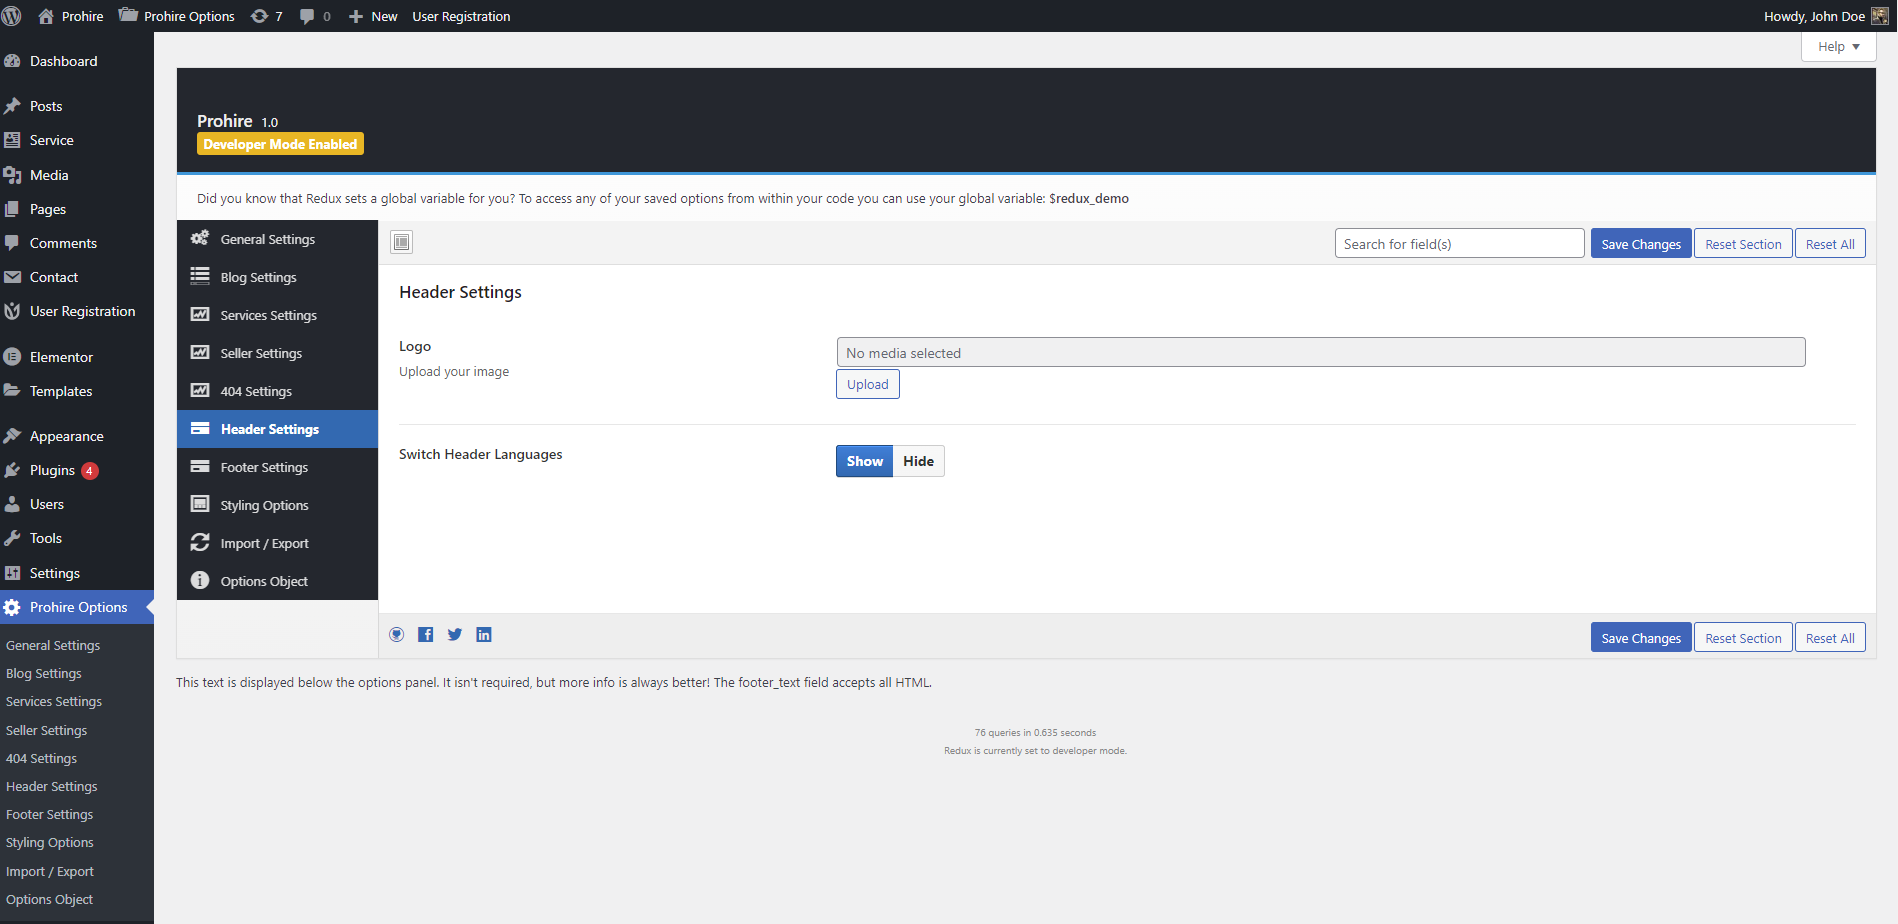 Prohire
Prohire Options
7
0
New
User Registration
Howdy, John Doe
Help
Dashboard
Posts
Service
Media
Pages
Comments
Contact
User Registration
Elementor
Templates
Appearance
Plugins 4
Users
Tools
Settings
Prohire Options
General Settings
Blog Settings
Services Settings
Seller Settings
404 Settings
Header Settings
Footer Settings
Styling Options
Import / Export
Options Object
Prohire 1.0
Developer Mode Enabled
Did you know that Redux sets a global variable for you? To access any of your saved options from within your code you can use your global variable: $redux_demo
General Settings
Blog Settings
Services Settings
Seller Settings
404 Settings
Header Settings
Footer Settings
Styling Options
Import / Export
Options Object
Search for field(s)
Save Changes
Reset Section
Reset All
Header Settings
Logo
Upload your image
No media selected
Upload
Switch Header Languages
Show
Hide
Save Changes
Reset Section
Reset All
This text is displayed below the options panel. It isn't required, but more info is always better! The footer_text field accepts all HTML.
76 queries in 0.635 seconds
Redux is currently set to developer mode.